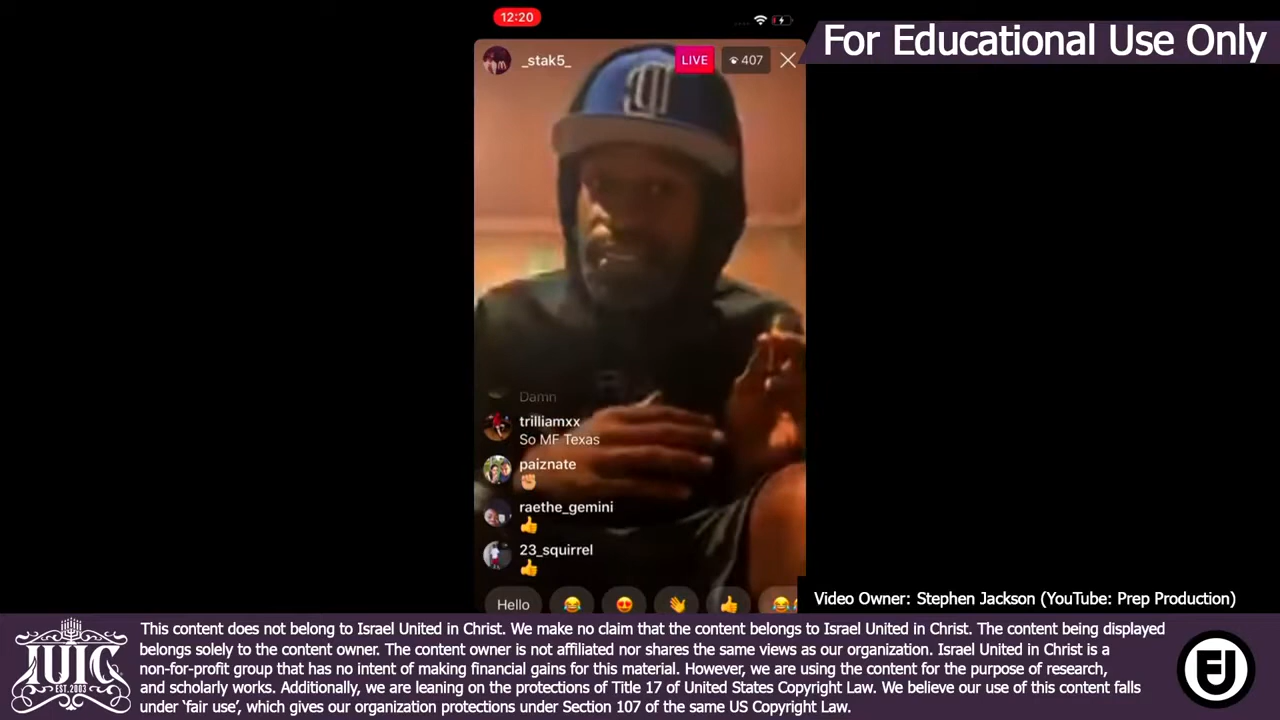 12:20
For Educational Use Only
_stak5_
LIVE
407
Damn
trilliamxx
So MF Texas
paiznate
raethe_gemini
23_squirrel
Hello
Video Owner: Stephen Jackson (YouTube: Prep Production)
IUIC
EST.2003
This content does not belong to Israel United in Christ. We make no claim that the content belongs to Israel United in Christ. The content being displayed
belongs solely to the content owner. The content owner is not affiliated nor shares the same views as our organization. Israel United in Christ is a
non-for-profit group that has no intent of making financial gains for this material. However, we are using the content for the purpose of research,
and scholarly works. Additionally, we are leaning on the protections of Title 17 of United States Copyright Law. We believe our use of this content falls
under ‘fair use’, which gives our organization protections under Section 107 of the same US Copyright Law.